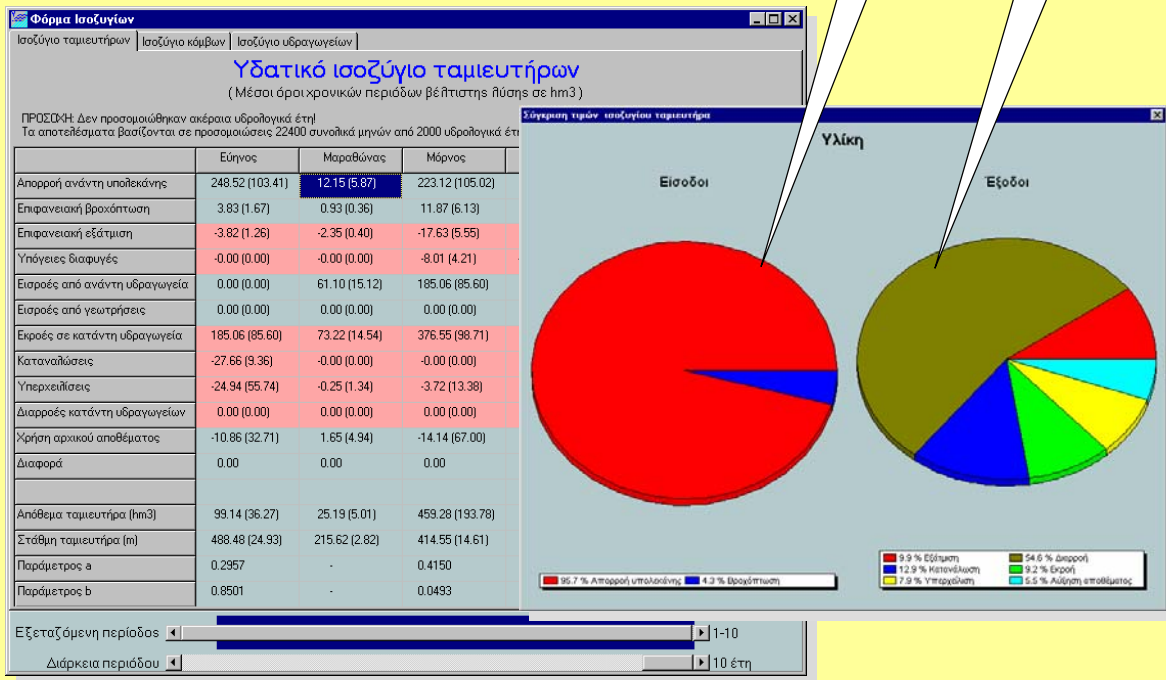 Φόρμα Ισοζυγίων
Ισοζύγιο ταμιευτήρων Ισοζύγιο κόμβων Ισοζύγιο υδραγωγείων
Υδατικό ισοζύγιο ταμιευτήρων
(Μέσοι όροι χρονικών περιόδων βέλτιστης λύσης σε hm3)
ΠΡΟΣΟΧΗ: Δεν προσομοιώθηκαν ακέραια υδρολογικά έτη!
Τα αποτελέσματα βασίζονται σε προσομοιώσεις 22400 συνολικά μηνών από 2000 υδρολογικά έτη
Εύηνος Μαραθώνας Μόρνος
Απορροή ανάντη υπολεκάνης 248.52 (103.41) 12.15 (5.87) 223.12 (105.02)
Επιφανειακή βροχόπτωση 3.83 (1.67) 0.93 (0.36) 11.87 (6.13)
Επιφανειακή εξάτμιση -3.82 (1.26) -2.35 (0.40) -17.63 (5.55)
Υπόγειες διαφυγές -0.00 (0.00) -0.00 (0.00) -8.01 (4.21)
Εισροές από ανάντη υδραγωγεία 0.00 (0.00) 61.10 (15.12) 185.06 (85.60)
Εισροές από γεωτρήσεις 0.00 (0.00) 0.00 (0.00) 0.00 (0.00)
Εκροές σε κατάντη υδραγωγεία 185.06 (85.60) 73.22 (14.54) 376.55 (98.71)
Καταναλώσεις -27.66 (9.36) -0.00 (0.00) -0.00 (0.00)
Υπερχειλίσεις -24.94 (55.74) -0.25 (1.34) -3.72 (13.38)
Διαρροές κατάντη υδραγωγείων 0.00 (0.00) 0.00 (0.00) 0.00 (0.00)
Χρήση αρχικού αποθέματος -10.86 (32.71) 1.65 (4.94) -14.14 (67.00)
Διαφορά 0.00 0.00 0.00
Απόθεμα ταμιευτήρα (hm3) 99.14 (36.27) 25.19 (5.01) 459.28 (193.78)
Στάθμη ταμιευτήρα (m) 488.48 (24.93) 215.62 (2.82) 414.55 (14.61)
Παράμετρος a 0.2957 - 0.4150
Παράμετρος b 0.8501 - 0.0493
Εξεταζόμενη περίοδος 1-10
Διάρκεια περιόδου 10 έτη
Σύγκριση τιμών ισοζυγίου ταμιευτήρα
Υλίκη
Είσοδοι Έξοδοι
95.7 % Απορροή υπολεκάνης 4.3 % Βροχόπτωση
9.9 % Εξάτμιση 54.6 % Διαρροή
12.9 % Κατανάλωση 9.2 % Εκροή
7.9 % Υπερχείλιση 5.5 % Αύξηση αποθέματος